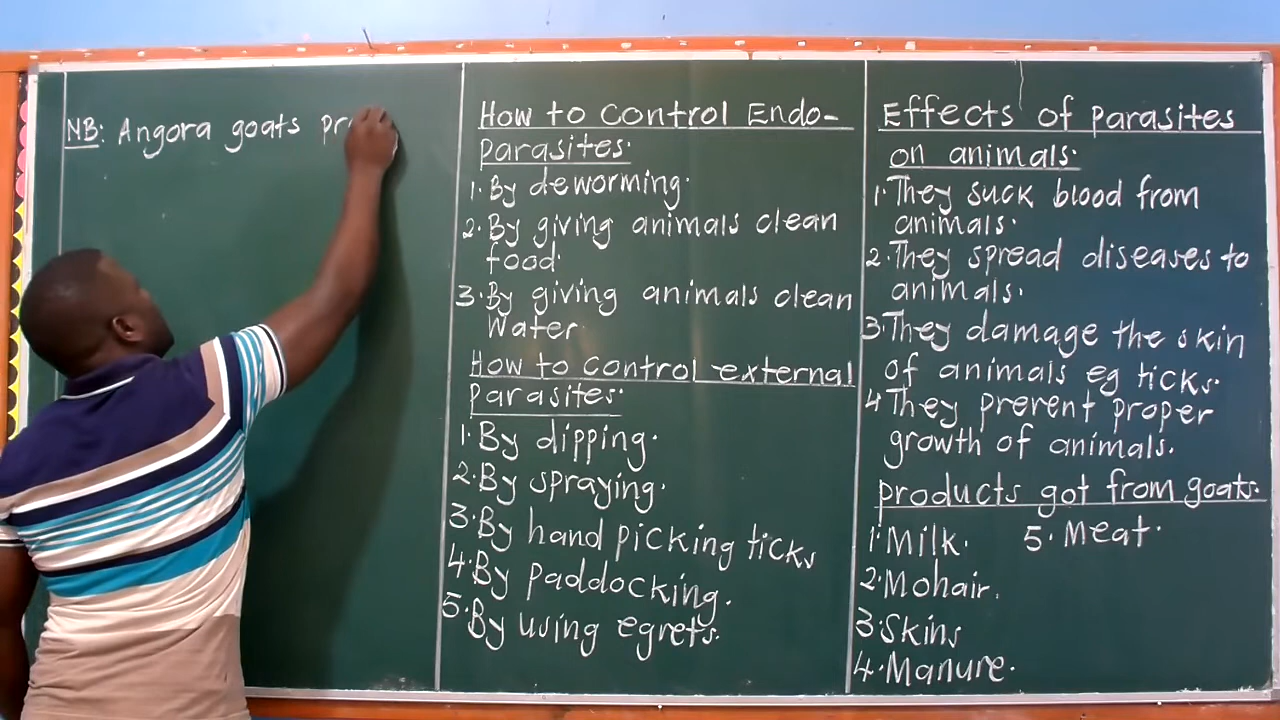 NB: Angora goats pr
How to Control Endo-
parasites.
1. By deworming.
2. By giving animals clean
food.
3. By giving animals clean
Water.
How to Control external
parasites.
1. By dipping.
2. By spraying.
3. By hand picking ticks
4. By paddocking.
5. By using egrets.
Effects of parasites
on animals.
1. They suck blood from
animals.
2. They spread diseases to
animals.
3. They damage the skin
of animals eg ticks.
4. They prevent proper
growth of animals.
products got from goats.
1. Milk. 5. Meat.
2. Mohair.
3. Skins
4. Manure.